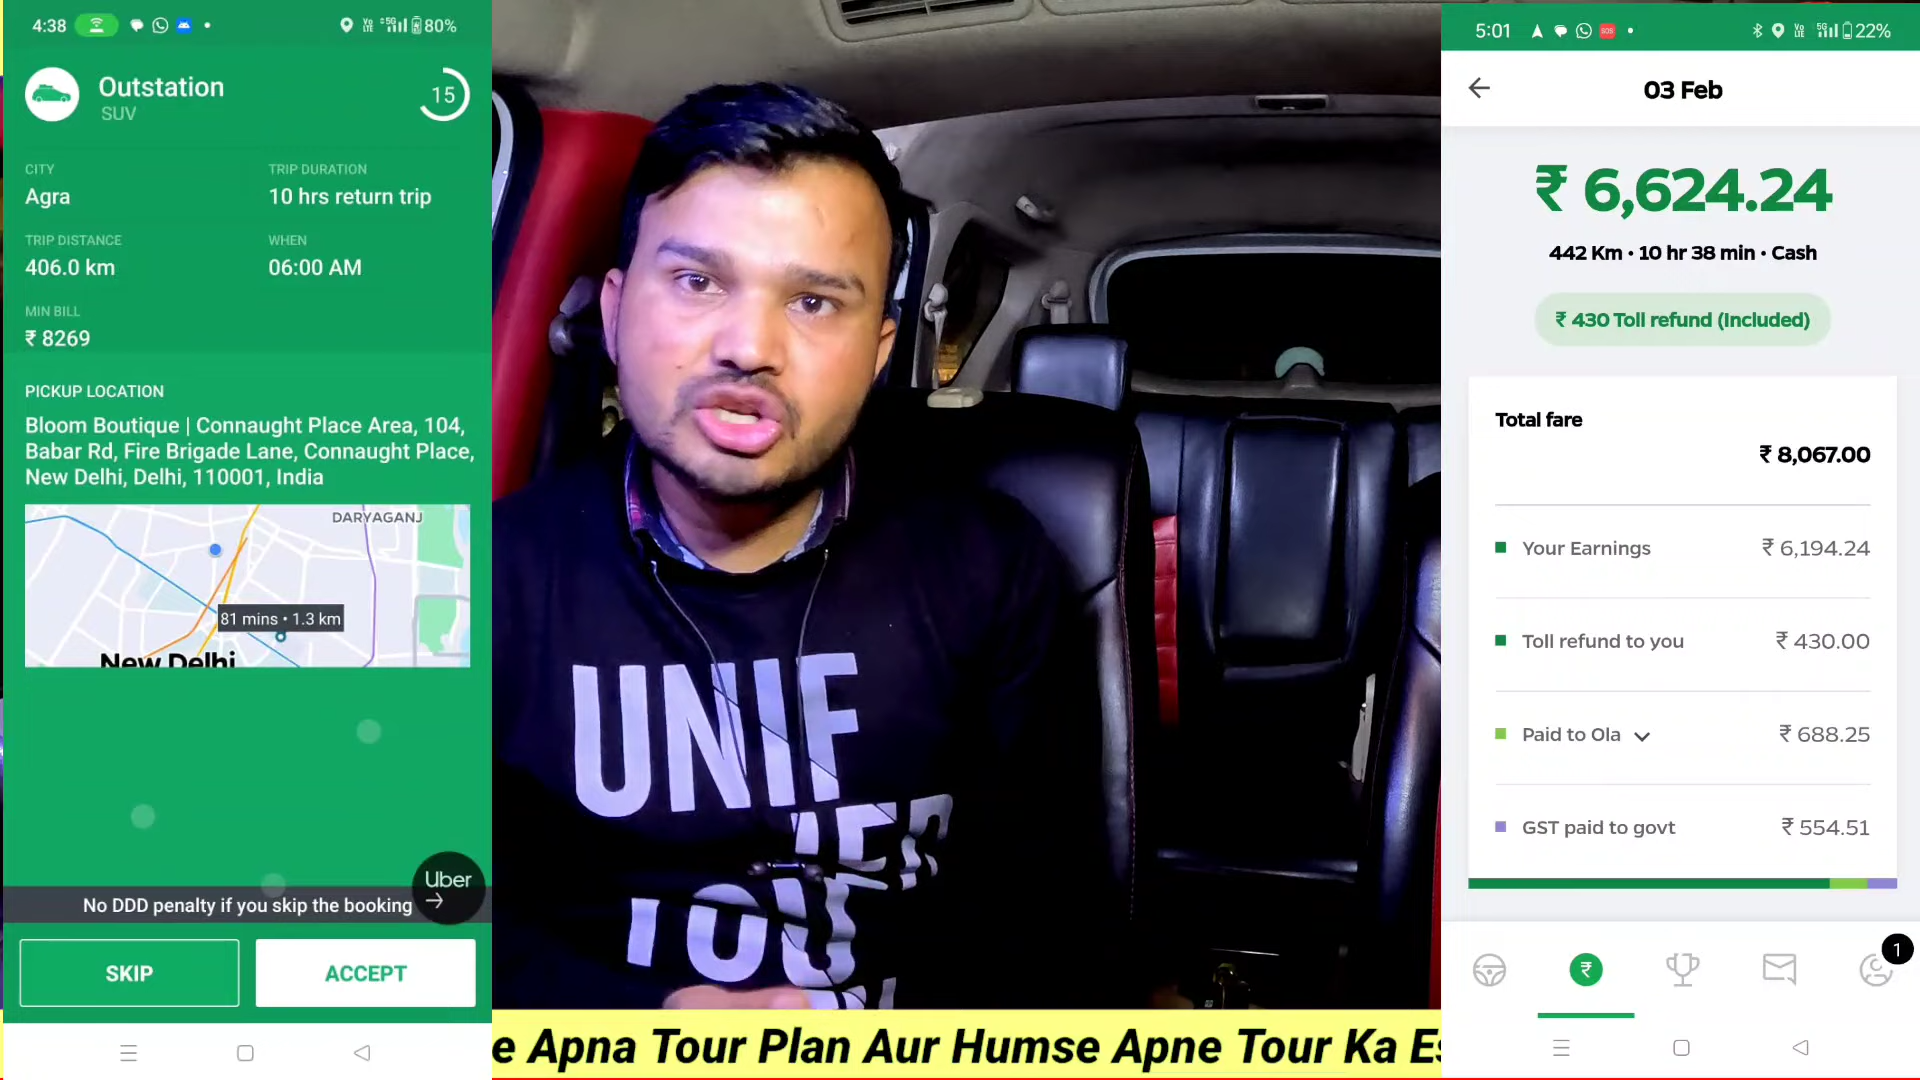 4:38
80%
Outstation
SUV
15
CITY
TRIP DURATION
Agra
10 hrs return trip
TRIP DISTANCE
WHEN
406.0 km
06:00 AM
MIN BILL
₹ 8269
PICKUP LOCATION
Bloom Boutique | Connaught Place Area, 104,
Babar Rd, Fire Brigade Lane, Connaught Place,
New Delhi, Delhi, 110001, India
DARYAGANJ
81 mins • 1.3 km
New Delhi
Uber
No DDD penalty if you skip the booking
SKIP
ACCEPT
UNIF
IED
TOU
e Apna Tour Plan Aur Humse Apne Tour Ka Es
5:01
SOS
5G
22%
03 Feb
₹ 6,624.24
442 Km • 10 hr 38 min • Cash
₹ 430 Toll refund (Included)
Total fare
₹ 8,067.00
Your Earnings
₹ 6,194.24
Toll refund to you
₹ 430.00
Paid to Ola
₹ 688.25
GST paid to govt
₹ 554.51
₹
1